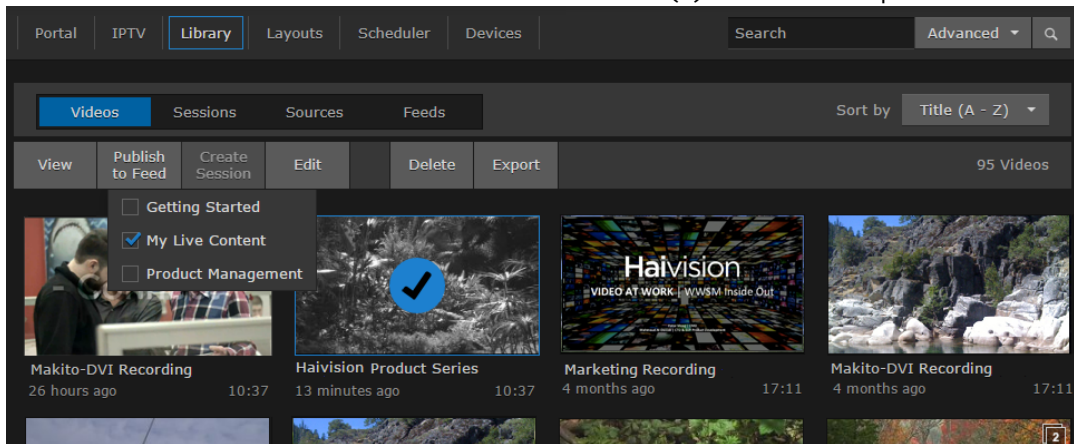 Portal IPTV Library Layouts Scheduler Devices Search Advanced
Videos Sessions Sources Feeds Sort by Title (A - Z)
View Publish to Feed Create Session Edit Delete Export 95 Videos
Getting Started
My Live Content
Product Management
Haivision
VIDEO AT WORK | WWSM Inside Out
Makito-DVI Recording
26 hours ago 10:37
Haivision Product Series
13 minutes ago 10:37
Marketing Recording
4 months ago 17:11
Makito-DVI Recording
4 months ago 17:11
2